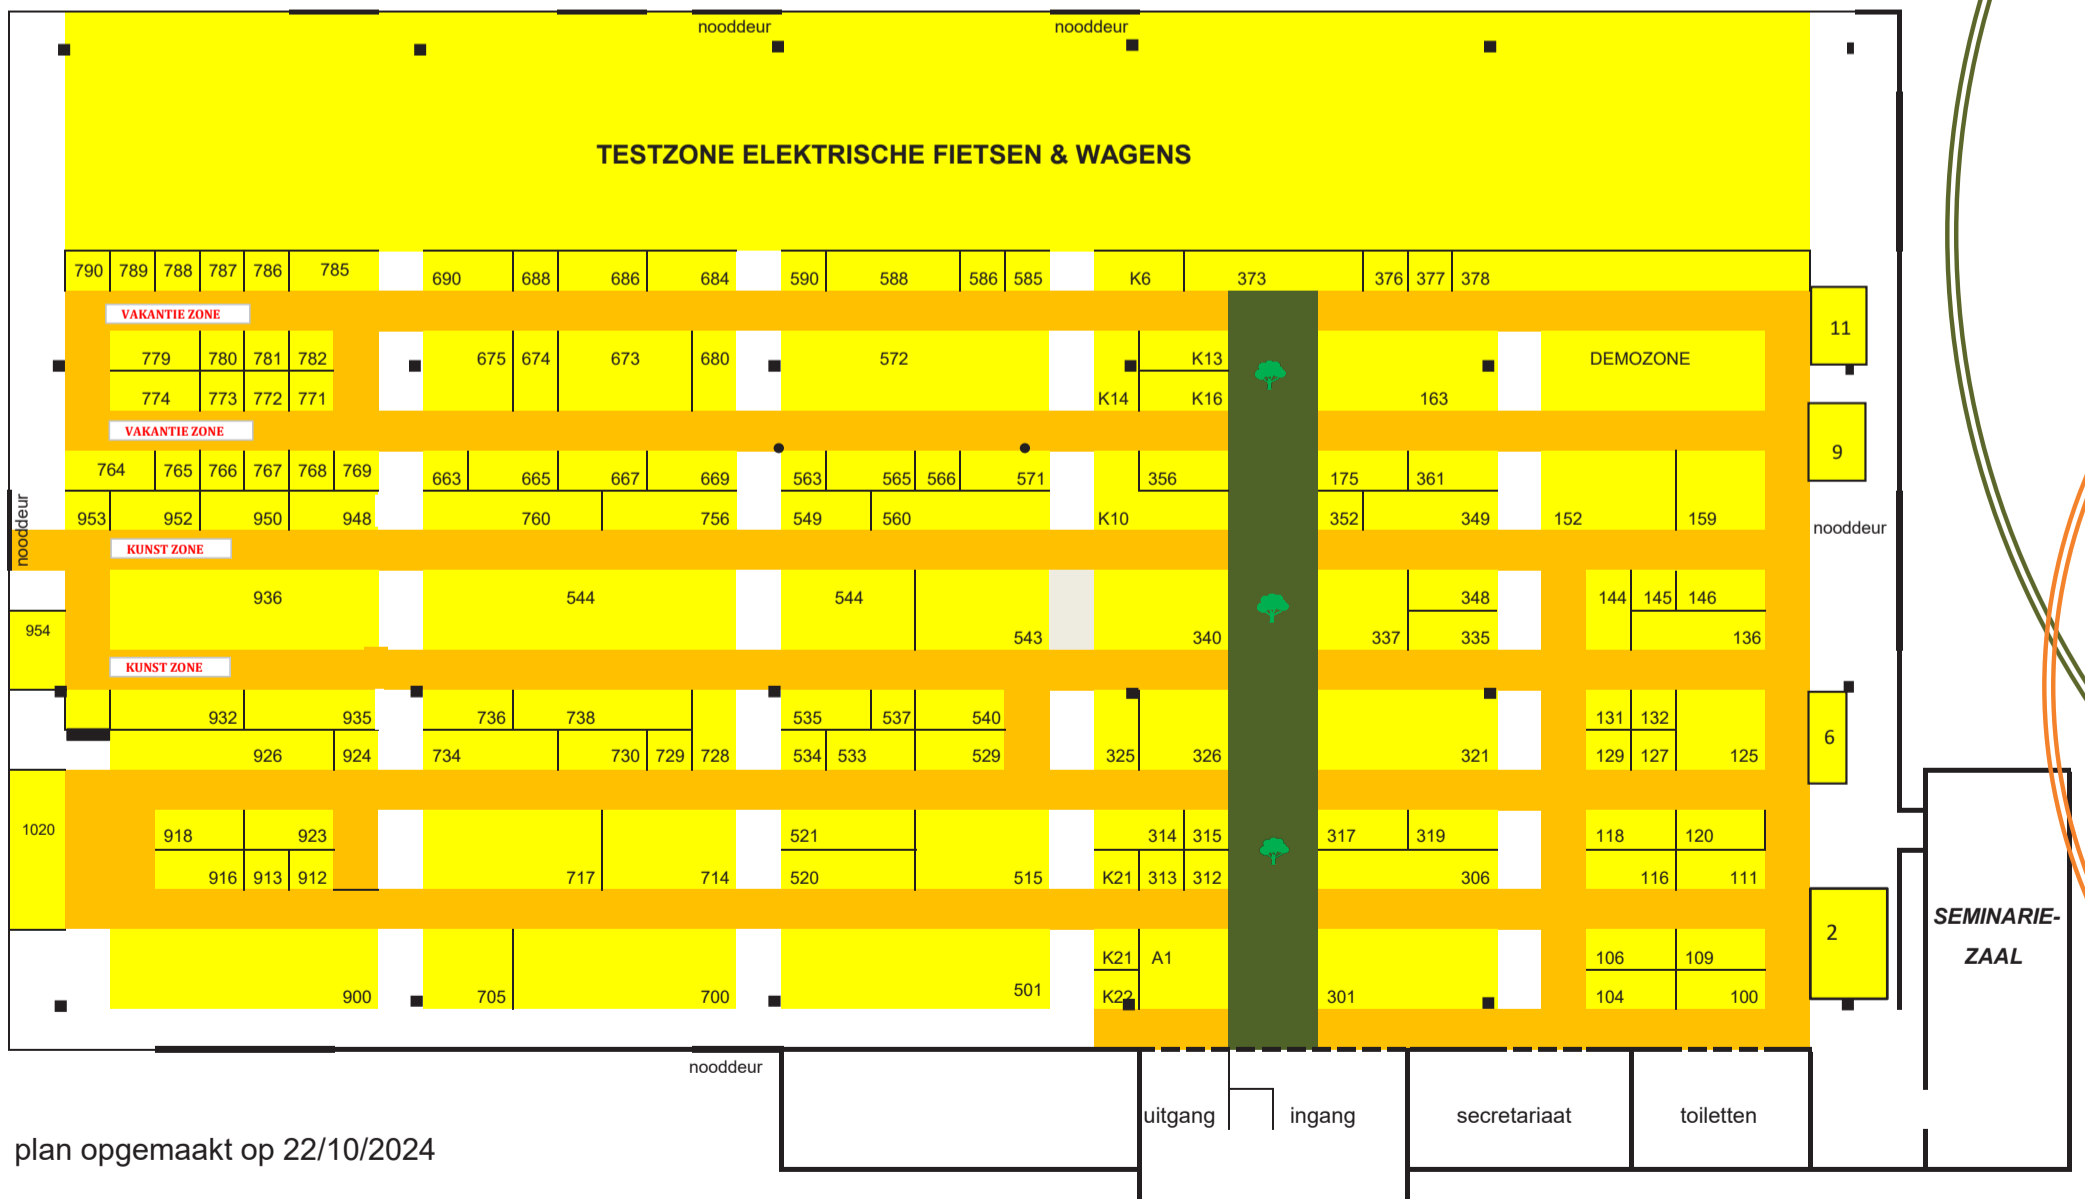 nooddeur nooddeur
TESTZONE ELEKTRISCHE FIETSEN & WAGENS
790 789 788 787 786 785 690 688 686 684 590 588 586 585 K6 373 376 377 378
VAKANTIE ZONE
11
779 780 781 782 675 674 673 680 572 K13 DEMOZONE
774 773 772 771 K14 K16 163
VAKANTIE ZONE
9
764 765 766 767 768 769 663 665 667 669 563 565 566 571 356 175 361
953 952 950 948 760 756 549 560 K10 352 349 152 159
nooddeur
nooddeur
KUNST ZONE
936 544 544 348 144 145 146
954
543 340 337 335 136
KUNST ZONE
932 935 736 738 535 537 540 131 132
6
926 924 734 730 729 728 534 533 529 325 326 321 129 127 125
1020
918 923 521 314 315 317 319 118 120
916 913 912 717 714 520 515 K21 313 312 306 116 111
2
SEMINARIE-
ZAAL
K21 A1 106 109
900 705 700 501 K22 301 104 100
nooddeur
uitgang ingang secretariaat toiletten
plan opgemaakt op 22/10/2024